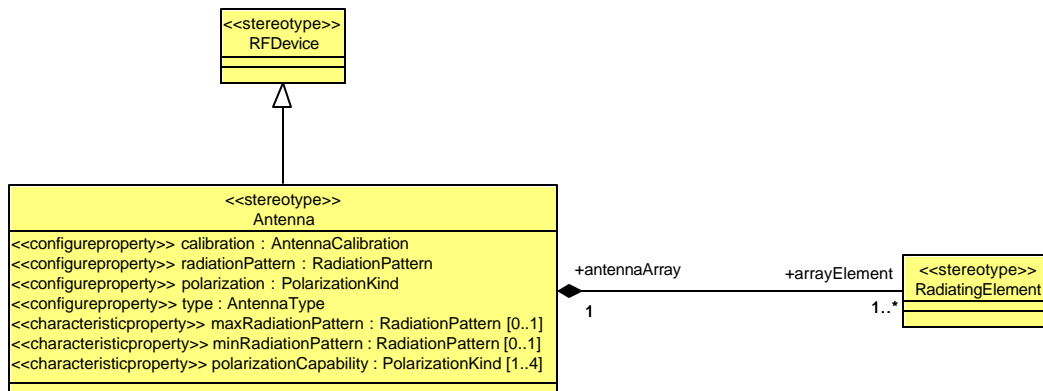 <<stereotype>>
RFDevice
<<stereotype>>
Antenna
<<configureproperty>> calibration : AntennaCalibration
<<configureproperty>> radiationPattern : RadiationPattern
<<configureproperty>> polarization : PolarizationKind
<<configureproperty>> type : AntennaType
<<characteristicproperty>> maxRadiationPattern : RadiationPattern [0..1]
<<characteristicproperty>> minRadiationPattern : RadiationPattern [0..1]
<<characteristicproperty>> polarizationCapability : PolarizationKind [1..4]
+antennaArray
1
+arrayElement
1..*
<<stereotype>>
RadiatingElement